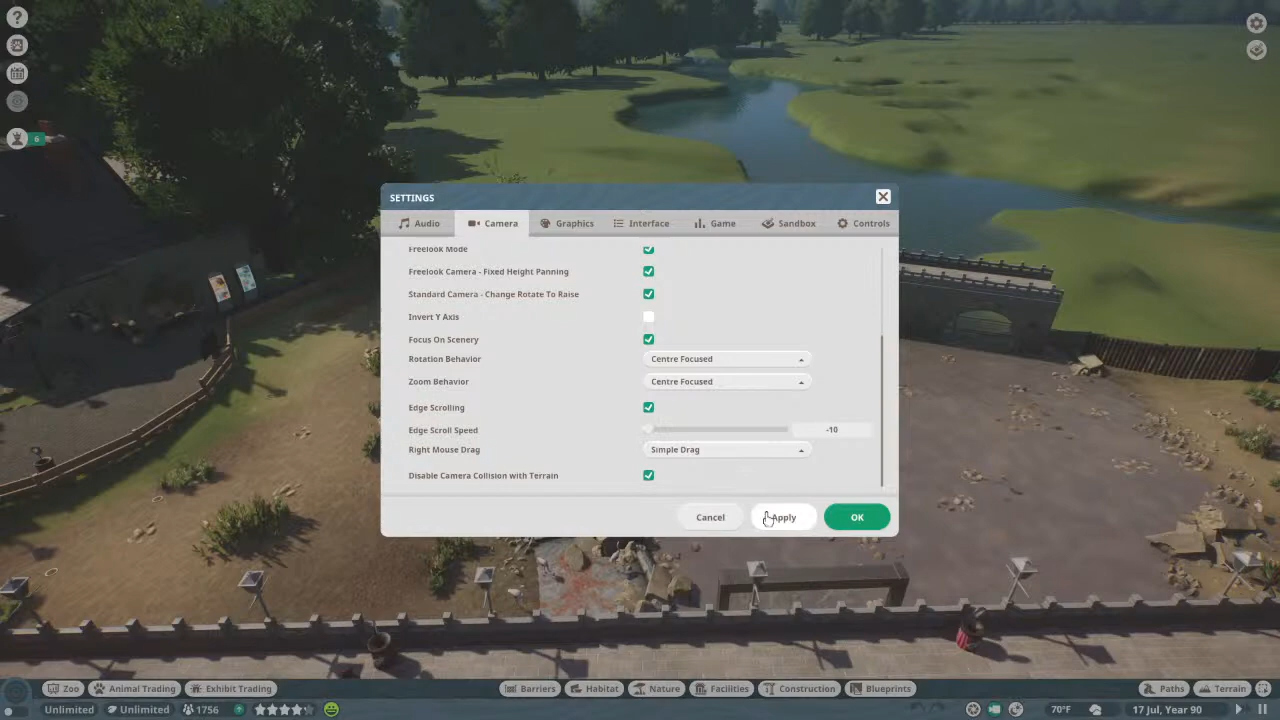 ?
6
SETTINGS
Audio Camera Graphics Interface Game Sandbox Controls
Freelook Mode
Freelook Camera - Fixed Height Panning
Standard Camera - Change Rotate To Raise
Invert Y Axis
Focus On Scenery
Rotation Behavior Centre Focused
Zoom Behavior Centre Focused
Edge Scrolling
Edge Scroll Speed -10
Right Mouse Drag Simple Drag
Disable Camera Collision with Terrain
Cancel Apply OK
Zoo Animal Trading Exhibit Trading Barriers Habitat Nature Facilities Construction Blueprints Paths Terrain
Unlimited Unlimited 1756 70°F 17 Jul, Year 90